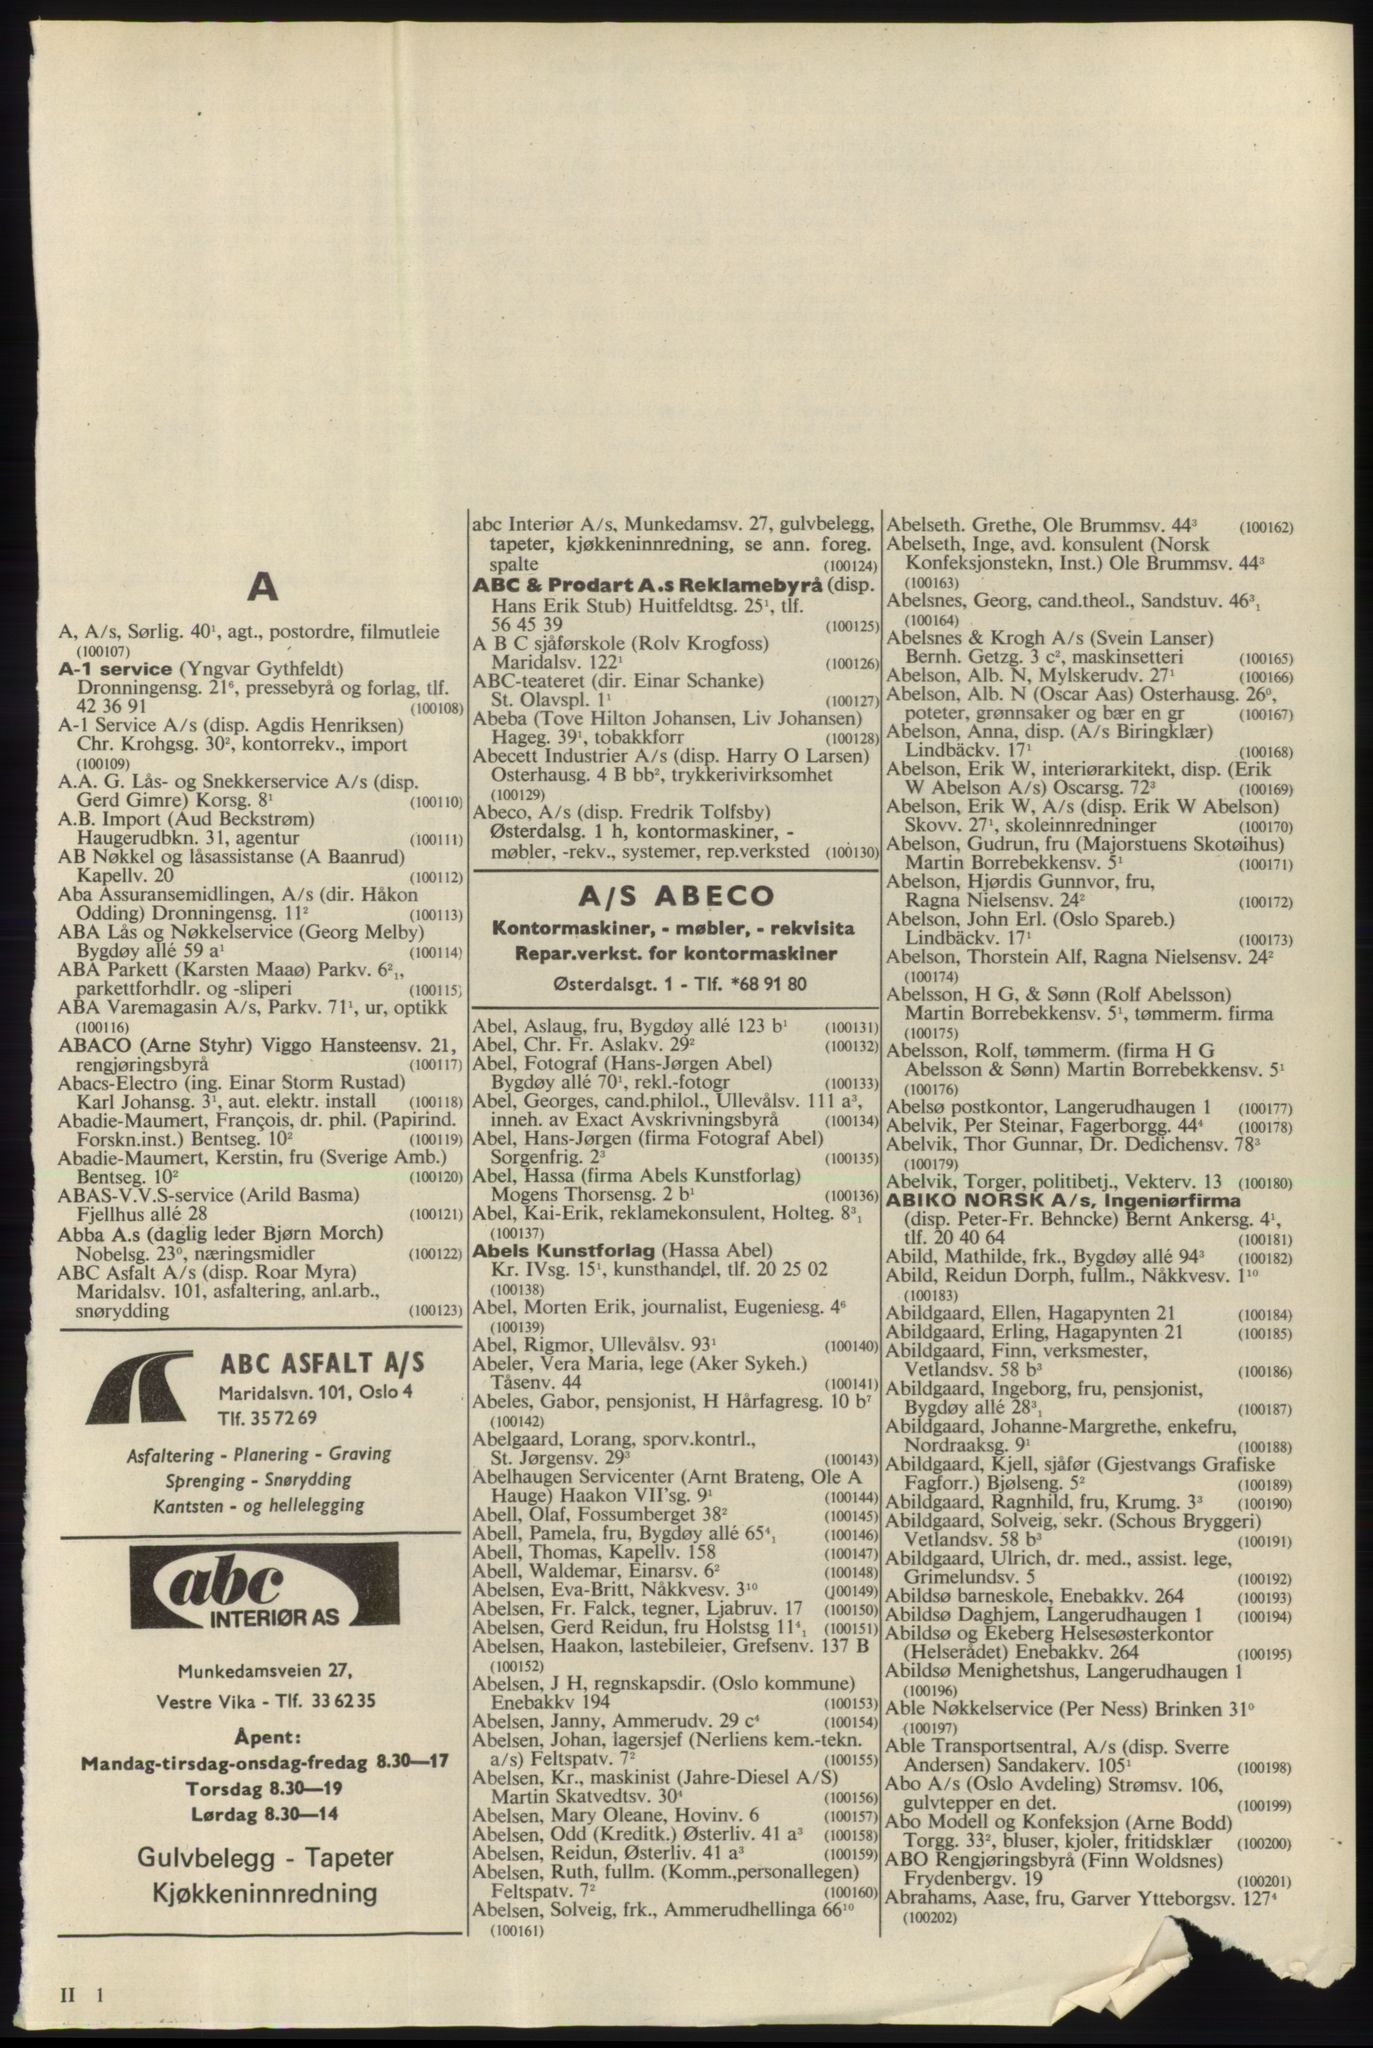 A
A, A/s, Sørlig. 40¹, agt., postordre, filmutleie
(100107)
A-1 service (Yngvar Gythfeldt)
Dronningensg. 21⁶, pressebyrå og forlag, tlf.
42 36 91 (100108)
A-1 Service A/s (disp. Agdis Henriksen)
Chr. Krohgsg. 30², kontorrekv., import
(100109)
A.A. G. Lås- og Snekkerservice A/s (disp.
Gerd Gimre) Korsg. 8¹ (100110)
A.B. Import (Aud Beckstrøm)
Haugerudbkn. 31, agentur (100111)
AB Nøkkel og låsassistanse (A Baanrud)
Kapellv. 20 (100112)
Aba Assuransemidlingen, A/s (dir. Håkon
Odding) Dronningensg. 11² (100113)
ABA Lås og Nøkkelservice (Georg Melby)
Bygdøy allé 59 a¹ (100114)
ABA Parkett (Karsten Maaø) Parkv. 6²₁,
parkettforhdlr. og -sliperi (100115)
ABA Varemagasin A/s, Parkv. 71¹, ur, optikk
(100116)
ABACO (Arne Styhr) Viggo Hansteensv. 21,
rengjøringsbyrå (100117)
Abacs-Electro (ing. Einar Storm Rustad)
Karl Johansg. 3¹, aut. elektr. install (100118)
Abadie-Maumert, François, dr. phil. (Papirind.
Forskn.inst.) Bentseg. 10² (100119)
Abadie-Maumert, Kerstin, fru (Sverige Amb.)
Bentseg. 10² (100120)
ABAS-V.V.S-service (Arild Basma)
Fjellhus allé 28 (100121)
Abba A.s (daglig leder Bjørn Morch)
Nobelsg. 23⁰, næringsmidler (100122)
ABC Asfalt A/s (disp. Roar Myra)
Maridalsv. 101, asfaltering, anl.arb.,
snørydding (100123)
ABC ASFALT A/S
Maridalsvn. 101, Oslo 4
Tlf. 35 72 69
Asfaltering - Planering - Graving
Sprenging - Snørydding
Kantsten - og hellelegging
abc
INTERIØR AS
Munkedamsveien 27,
Vestre Vika - Tlf. 33 62 35
Åpent:
Mandag-tirsdag-onsdag-fredag 8.30—17
Torsdag 8.30—19
Lørdag 8.30—14
Gulvbelegg - Tapeter
Kjøkkeninnredning
II 1
abc Interiør A/s, Munkedamsv. 27, gulvbelegg,
tapeter, kjøkkeninnredning, se ann. foreg.
spalte (100124)
ABC & Prodart A.s Reklamebyrå (disp.
Hans Erik Stub) Huitfeldtsg. 25¹, tlf.
56 45 39 (100125)
A B C sjåførskole (Rolv Krogfoss)
Maridalsv. 122¹ (100126)
ABC-teateret (dir. Einar Schanke)
St. Olavspl. 1¹ (100127)
Abeba (Tove Hilton Johansen, Liv Johansen)
Hageg. 39¹, tobakkforr (100128)
Abecett Industrier A/s (disp. Harry O Larsen)
Osterhausg. 4 B bb², trykkerivirksomhet
(100129)
Abeco, A/s (disp. Fredrik Tolfsby)
Østerdalsg. 1 h, kontormaskiner, -
møbler, -rekv., systemer, rep.verksted (100130)
A/S ABECO
Kontormaskiner, - møbler, - rekvisita
Repar.verkst. for kontormaskiner
Østerdalsgt. 1 - Tlf. *68 91 80
Abel, Aslaug, fru, Bygdøy allé 123 b¹ (100131)
Abel, Chr. Fr. Aslakv. 29² (100132)
Abel, Fotograf (Hans-Jørgen Abel)
Bygdøy allé 70¹, rekl.-fotogr (100133)
Abel, Georges, cand.philol., Ullevålsv. 111 a³,
inneh. av Exact Avskrivningsbyrå (100134)
Abel, Hans-Jørgen (firma Fotograf Abel)
Sorgenfrig. 2³ (100135)
Abel, Hassa (firma Abels Kunstforlag)
Mogens Thorsensg. 2 b¹ (100136)
Abel, Kai-Erik, reklamekonsulent, Holteg. 8³₁
(100137)
Abels Kunstforlag (Hassa Abel)
Kr. IVsg. 15¹, kunsthandel, tlf. 20 25 02
(100138)
Abel, Morten Erik, journalist, Eugeniesg. 4⁶
(100139)
Abel, Rigmor, Ullevålsv. 93¹ (100140)
Abeler, Vera Maria, lege (Aker Sykeh.)
Tåsenv. 44 (100141)
Abeles, Gabor, pensjonist, H Hårfagresg. 10 b⁷
(100142)
Abelgaard, Lorang, sporv.kontrl.,
St. Jørgensv. 29³ (100143)
Abelhaugen Servicenter (Arnt Brateng, Ole A
Hauge) Haakon VII'sg. 9¹ (100144)
Abell, Olaf, Fossumberget 38² (100145)
Abell, Pamela, fru, Bygdøy allé 65⁴₁ (100146)
Abell, Thomas, Kapellv. 158 (100147)
Abell, Waldemar, Einarsv. 6² (100148)
Abelsen, Eva-Britt, Nåkkvesv. 3¹⁰ (100149)
Abelsen, Fr. Falck, tegner, Ljabruv. 17 (100150)
Abelsen, Gerd Reidun, fru Holstsg 11⁴₁ (100151)
Abelsen, Haakon, lastebileier, Grefsenv. 137 B
(100152)
Abelsen, J H, regnskapsdir. (Oslo kommune)
Enebakkv 194 (100153)
Abelsen, Janny, Ammerudv. 29 c⁴ (100154)
Abelsen, Johan, lagersjef (Nerliens kem.-tekn.
a/s) Feltspatv. 7² (100155)
Abelsen, Kr., maskinist (Jahre-Diesel A/S)
Martin Skatvedtsv. 30⁴ (100156)
Abelsen, Mary Oleane, Hovinv. 6 (100157)
Abelsen, Odd (Kreditk.) Østerliv. 41 a³ (100158)
Abelsen, Reidun, Østerliv. 41 a³ (100159)
Abelsen, Ruth, fullm. (Komm.,personallegen)
Feltspatv. 7² (100160)
Abelsen, Solveig, frk., Ammerudhellinga 66¹⁰
(100161)
Abelseth. Grethe, Ole Brummsv. 44³ (100162)
Abelseth, Inge, avd. konsulent (Norsk
Konfeksjonstekn, Inst.) Ole Brummsv. 44³
(100163)
Abelsnes, Georg, cand.theol., Sandstuv. 46³₁
(100164)
Abelsnes & Krogh A/s (Svein Lanser)
Bernh. Getzg. 3 c², maskinsetteri (100165)
Abelson, Alb. N, Mylskerudv. 27¹ (100166)
Abelson, Alb. N (Oscar Aas) Osterhausg. 26⁰,
poteter, grønnsaker og bær en gr (100167)
Abelson, Anna, disp. (A/s Biringklær)
Lindbäckv. 17¹ (100168)
Abelson, Erik W, interiørarkitekt, disp. (Erik
W Abelson A/s) Oscarsg. 72³ (100169)
Abelson, Erik W, A/s (disp. Erik W Abelson)
Skovv. 27¹, skoleinnredninger (100170)
Abelson, Gudrun, fru (Majorstuens Skotøihus)
Martin Borrebekkensv. 5¹ (100171)
Abelson, Hjørdis Gunnvor, fru,
Ragna Nielsensv. 24² (100172)
Abelson, John Erl. (Oslo Spareb.)
Lindbäckv. 17¹ (100173)
Abelson, Thorstein Alf, Ragna Nielsensv. 24²
(100174)
Abelsson, H G, & Sønn (Rolf Abelsson)
Martin Borrebekkensv. 5¹, tømmerm. firma
(100175)
Abelsson, Rolf, tømmerm. (firma H G
Abelsson & Sønn) Martin Borrebekkensv. 5¹
(100176)
Abelsø postkontor, Langerudhaugen 1 (100177)
Abelvik, Per Steinar, Fagerborgg. 44⁴ (100178)
Abelvik, Thor Gunnar, Dr. Dedichensv. 78³
(100179)
Abelvik, Torger, politibetj., Vekterv. 13 (100180)
ABIKO NORSK A/s, Ingeniørfirma
(disp. Peter-Fr. Behncke) Bernt Ankersg. 4¹,
tlf. 20 40 64 (100181)
Abild, Mathilde, frk., Bygdøy allé 94³ (100182)
Abild, Reidun Dorph, fullm., Nåkkvesv. 1¹⁰
(100183)
Abildgaard, Ellen, Hagapynten 21 (100184)
Abildgaard, Erling, Hagapynten 21 (100185)
Abildgaard, Finn, verksmester,
Vetlandsv. 58 b³ (100186)
Abildgaard, Ingeborg, fru, pensjonist,
Bygdøy allé 28³₁ (100187)
Abildgaard, Johanne-Margrethe, enkefru,
Nordraaksg. 9¹ (100188)
Abildgaard, Kjell, sjåfør (Gjestvangs Grafiske
Fagforr.) Bjølseng. 5² (100189)
Abildgaard, Ragnhild, fru, Krumg. 3³ (100190)
Abildgaard, Solveig, sekr. (Schous Bryggeri)
Vetlandsv. 58 b³ (100191)
Abildgaard, Ulrich, dr. med., assist. lege,
Grimelundsv. 5 (100192)
Abildsø barneskole, Enebakkv. 264 (100193)
Abildsø Daghjem, Langerudhaugen 1 (100194)
Abildsø og Ekeberg Helsesøsterkontor
(Helserådet) Enebakkv. 264 (100195)
Abildsø Menighetshus, Langerudhaugen 1
(100196)
Able Nøkkelservice (Per Ness) Brinken 31⁰
(100197)
Able Transportsentral, A/s (disp. Sverre
Andersen) Sandakerv. 105¹ (100198)
Abo A/s (Oslo Avdeling) Strømsv. 106,
gulvtepper en det. (100199)
Abo Modell og Konfeksjon (Arne Bodd)
Torgg. 33², bluser, kjoler, fritidsklær (100200)
ABO Rengjøringsbyrå (Finn Woldsnes)
Frydenbergv. 19 (100201)
Abrahams, Aase, fru, Garver Ytteborgsv. 127⁴
(100202)